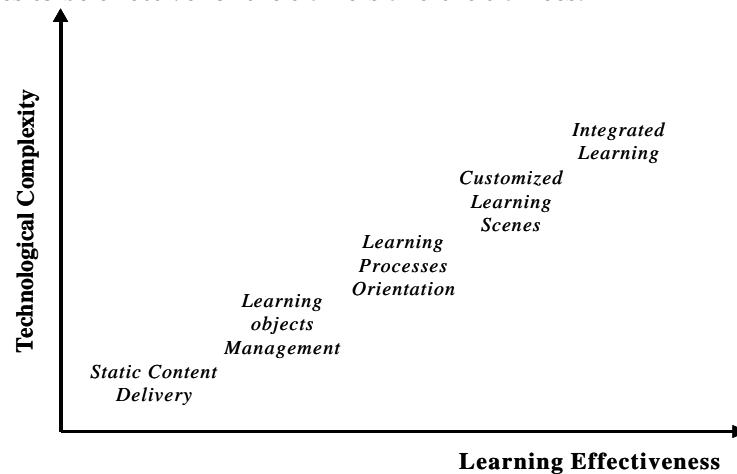 Technological Complexity
Integrated
Learning
Customized
Learning
Scenes
Learning
Processes
Orientation
Learning
objects
Management
Static Content
Delivery
Learning Effectiveness